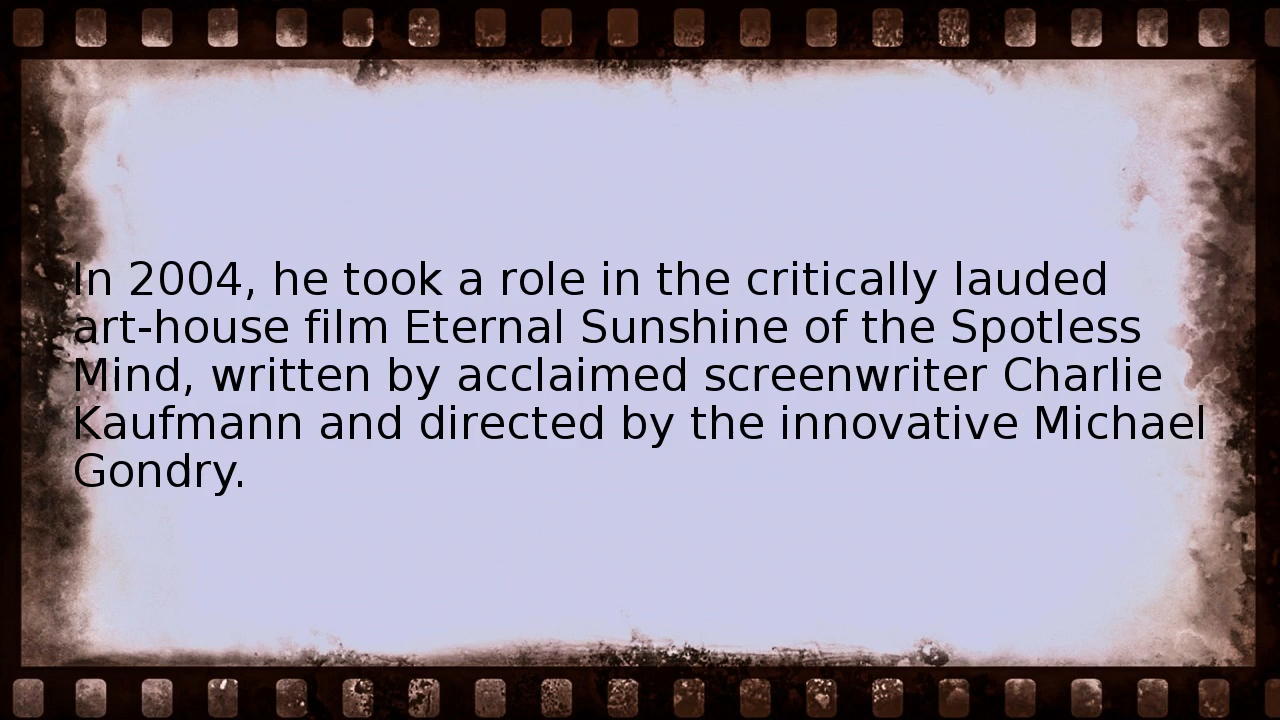 In 2004, he took a role in the critically lauded
art-house film Eternal Sunshine of the Spotless
Mind, written by acclaimed screenwriter Charlie
Kaufmann and directed by the innovative Michael
Gondry.